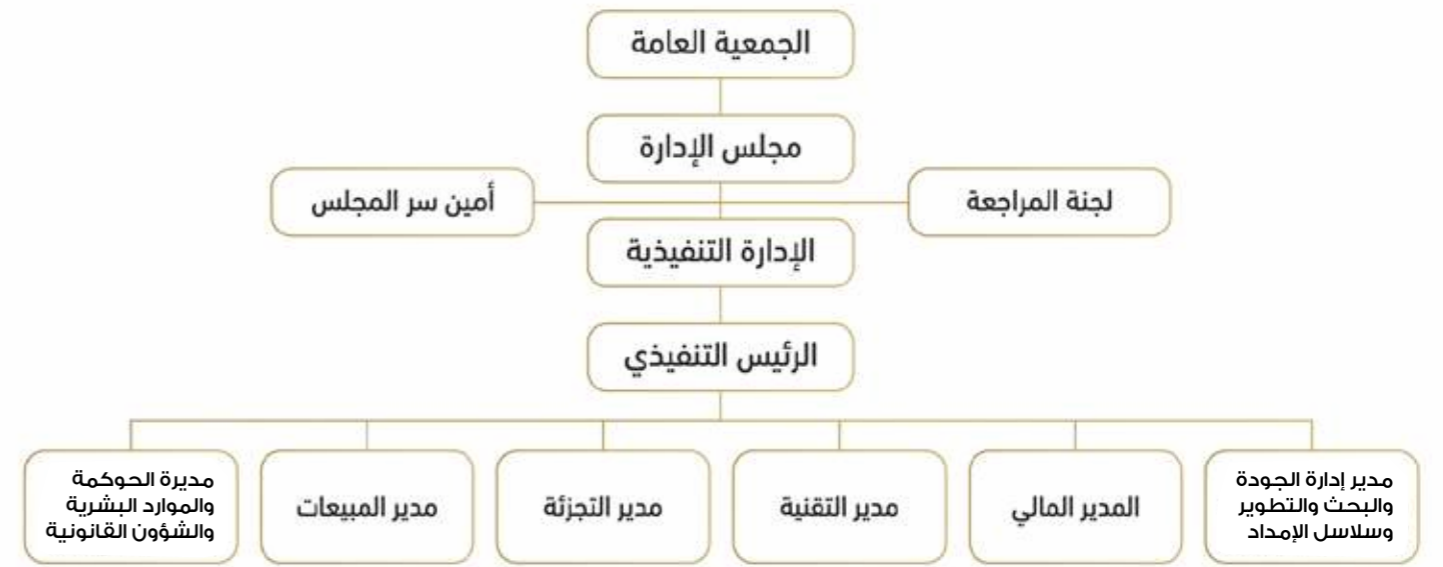 الجمعية العامة
مجلس الإدارة
لجنة المراجعة
أمين سر المجلس
الإدارة التنفيذية
الرئيس التنفيذي
مدير إدارة الجودة
والبحث والتطوير
وسلاسل الإمداد
المدير المالي
مدير التقنية
مدير التجزئة
مدير المبيعات
مديرة الحوكمة
والموارد البشرية
والشؤون القانونية